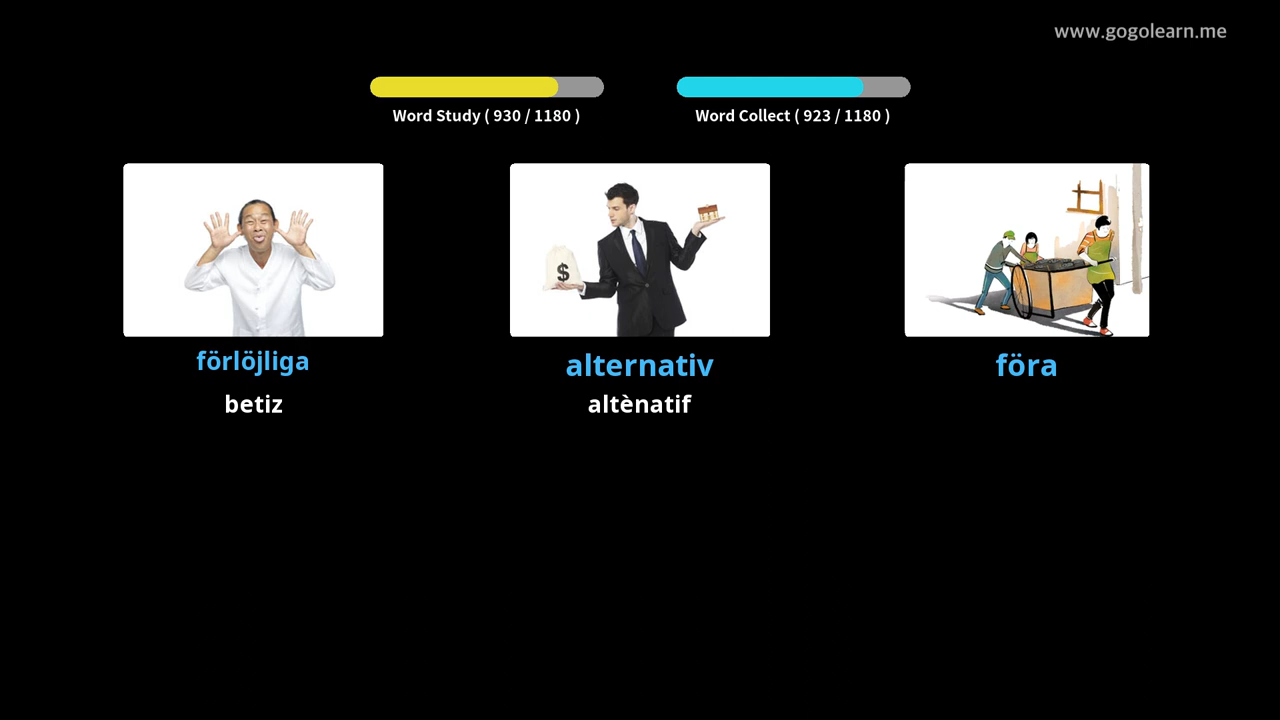 www.gogolearn.me
Word Study ( 930 / 1180 )
Word Collect ( 923 / 1180 )
$
förlöjliga
alternativ
föra
betiz
altènatif